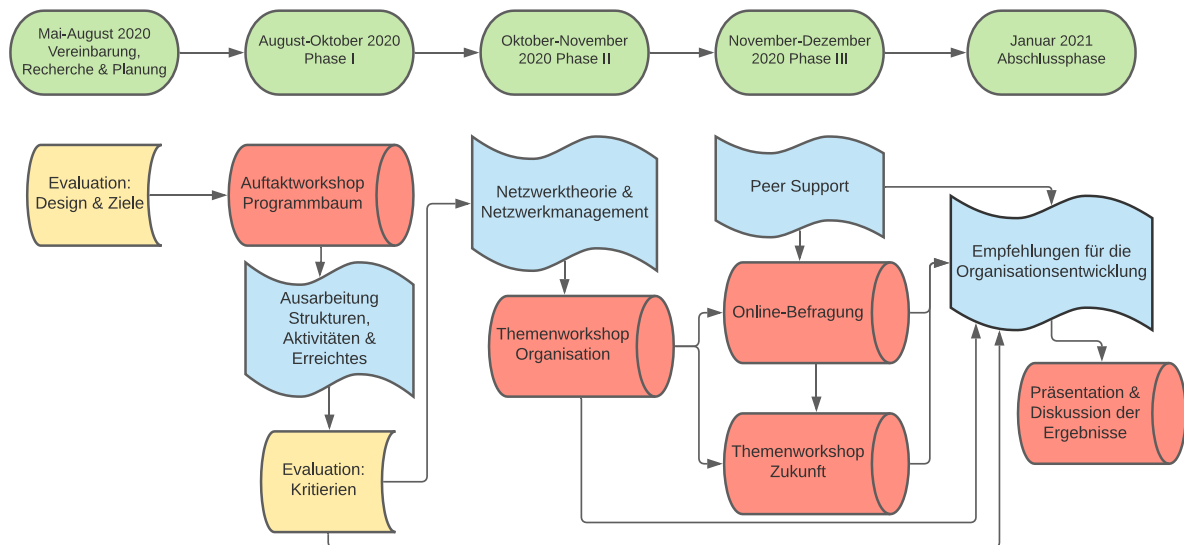 Mai-August 2020
Vereinbarung,
Recherche & Planung
August-Oktober 2020
Phase I
Oktober-November
2020 Phase II
November-Dezember
2020 Phase III
Januar 2021
Abschlussphase
Evaluation:
Design & Ziele
Auftaktworkshop
Programmbaum
Netzwerktheorie &
Netzwerkmanagement
Peer Support
Empfehlungen für die
Organisationsentwicklung
Ausarbeitung
Strukturen,
Aktivitäten &
Erreichtes
Themenworkshop
Organisation
Online-Befragung
Präsentation &
Diskussion der
Ergebnisse
Evaluation:
Kritierien
Themenworkshop
Zukunft